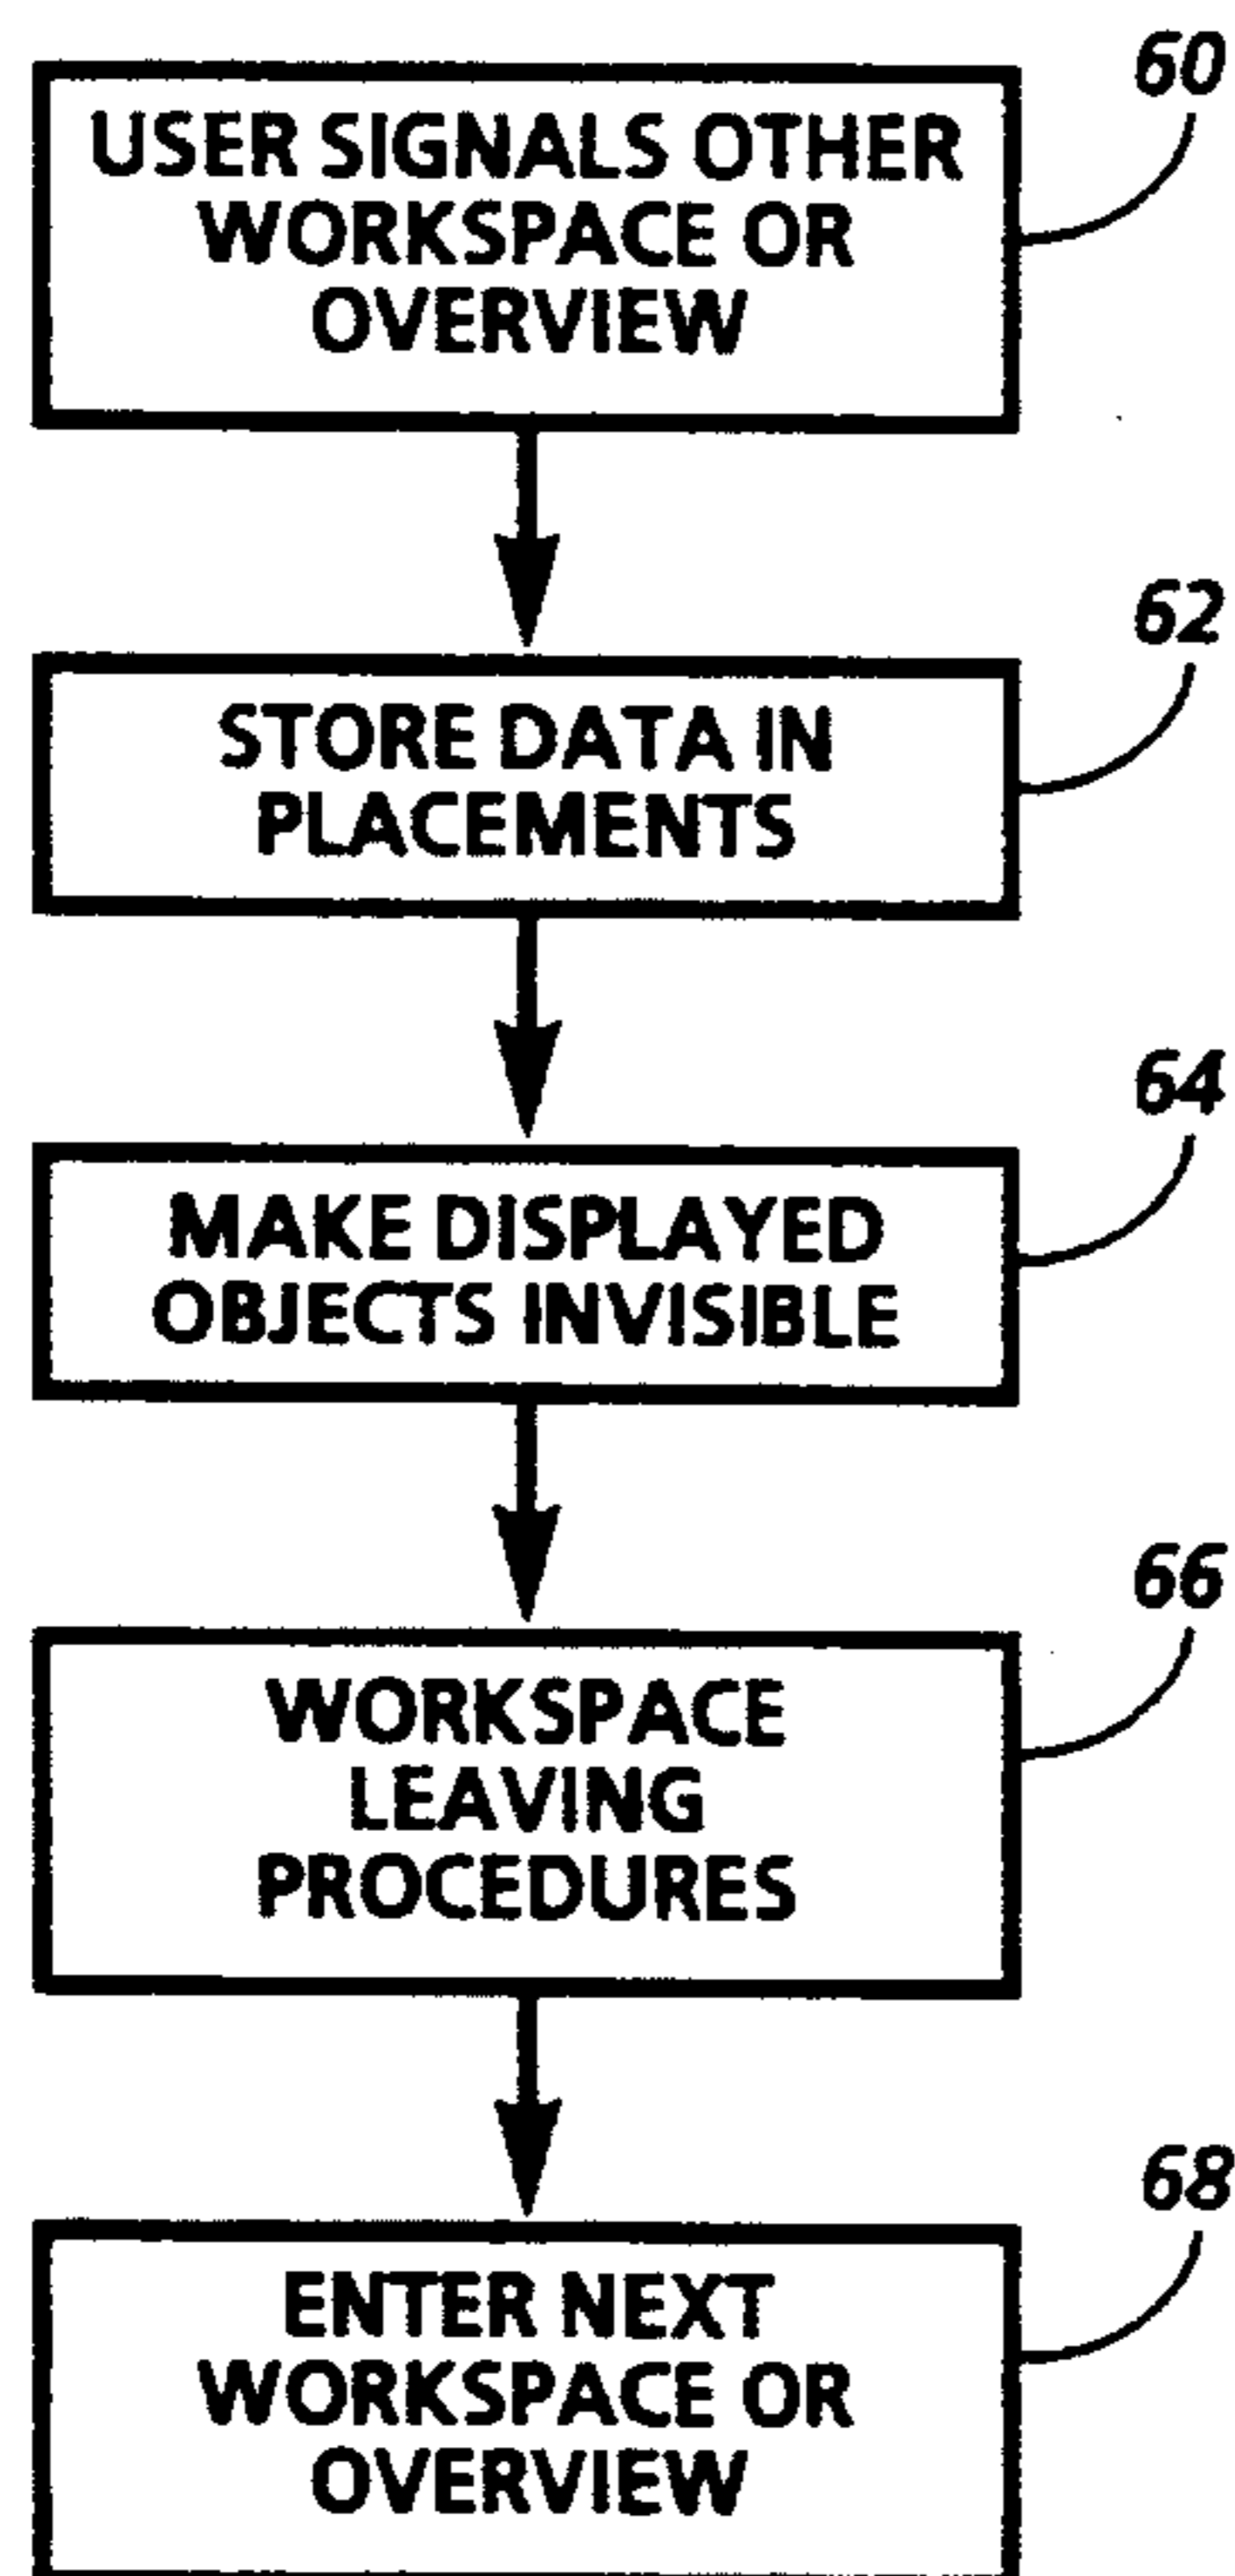 60
USER SIGNALS OTHER
WORKSPACE OR
OVERVIEW
62
STORE DATA IN
PLACEMENTS
64
MAKE DISPLAYED
OBJECTS INVISIBLE
66
WORKSPACE
LEAVING
PROCEDURES
68
ENTER NEXT
WORKSPACE OR
OVERVIEW